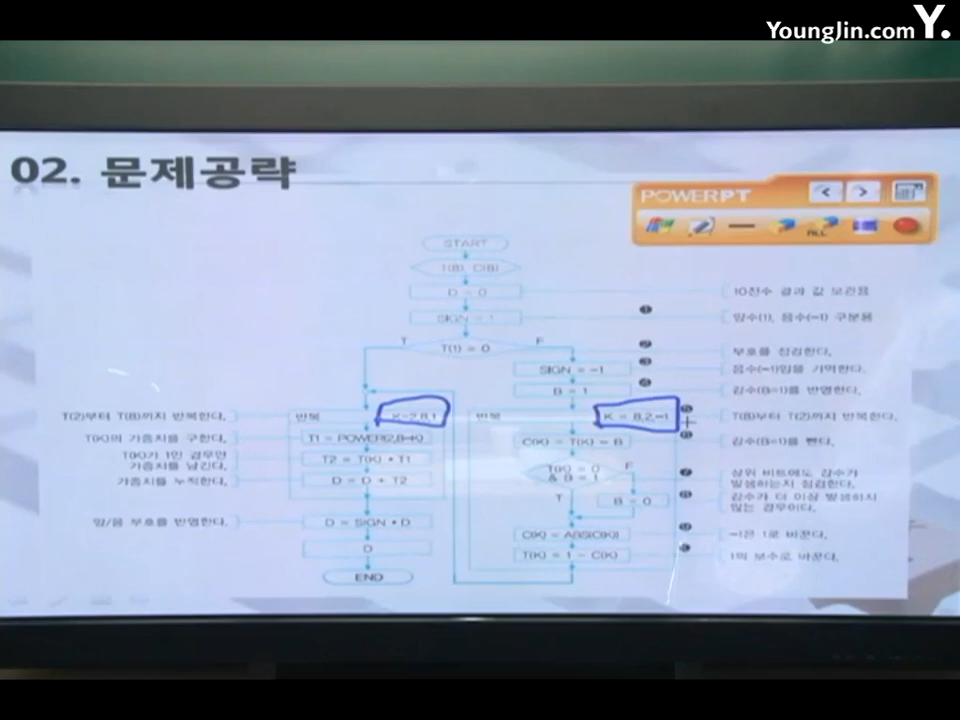 YoungJin.com Y.
02. 문제공략
POWERPT
ALL
START
T(8), C(8)
D = 0
10진수 결과 값 보관용
SIGN = 1
양수(1), 음수(-1) 구분용
T
T(1) = 0
F
부호를 점검한다.
SIGN = -1
음수(-1)임을 기억한다.
B = 1
감수(B=1)를 반영한다.
T(2)부터 T(8)까지 반복한다.
반복
K=2,8,1
반복
K = 8,2,-1
T(8)부터 T(2)까지 반복한다.
T(K)의 가중치를 구한다.
T1 = POWER(2,8-K)
C(K) = T(K) - B
감수(B=1)를 뺀다.
T(K)가 1인 경우만
가중치를 남긴다.
T2 = T(K) * T1
T(K) = 0
& B = 1
F
상위 비트에도 감수가
발생하는지 점검한다.
가중치를 누적한다.
D = D + T2
T
B = 0
감수가 더 이상 발생하지
않는 경우이다.
양/음 부호를 반영한다.
D = SIGN * D
C(K) = ABS(C(K))
-1은 1로 바꾼다.
D
T(K) = 1 - C(K)
1의 보수로 바꾼다.
END